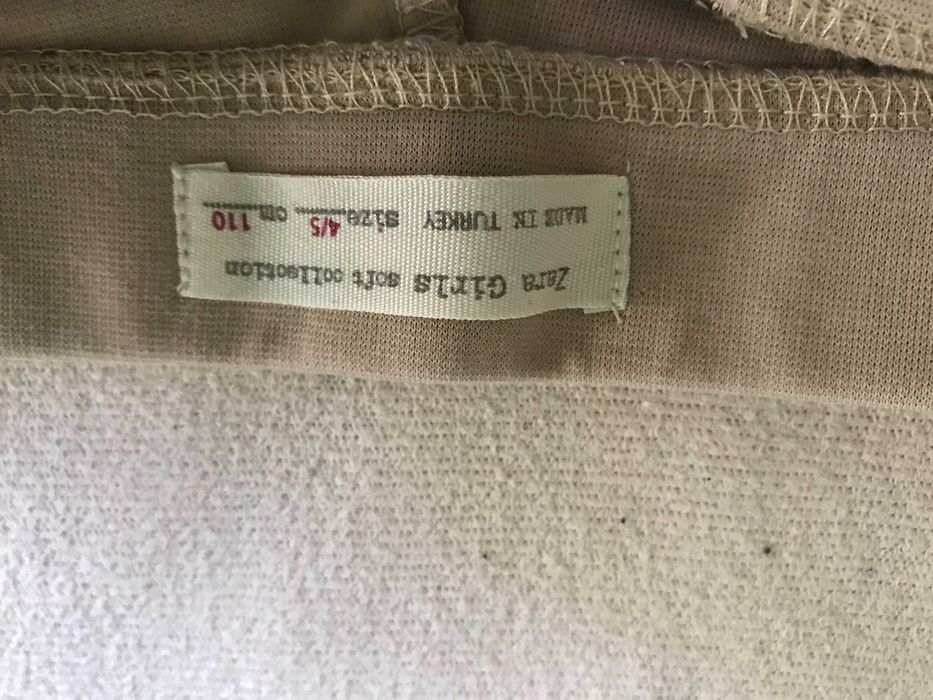 Zara Girls soft collection
MADE IN TURKEY size 4/5 cm 110